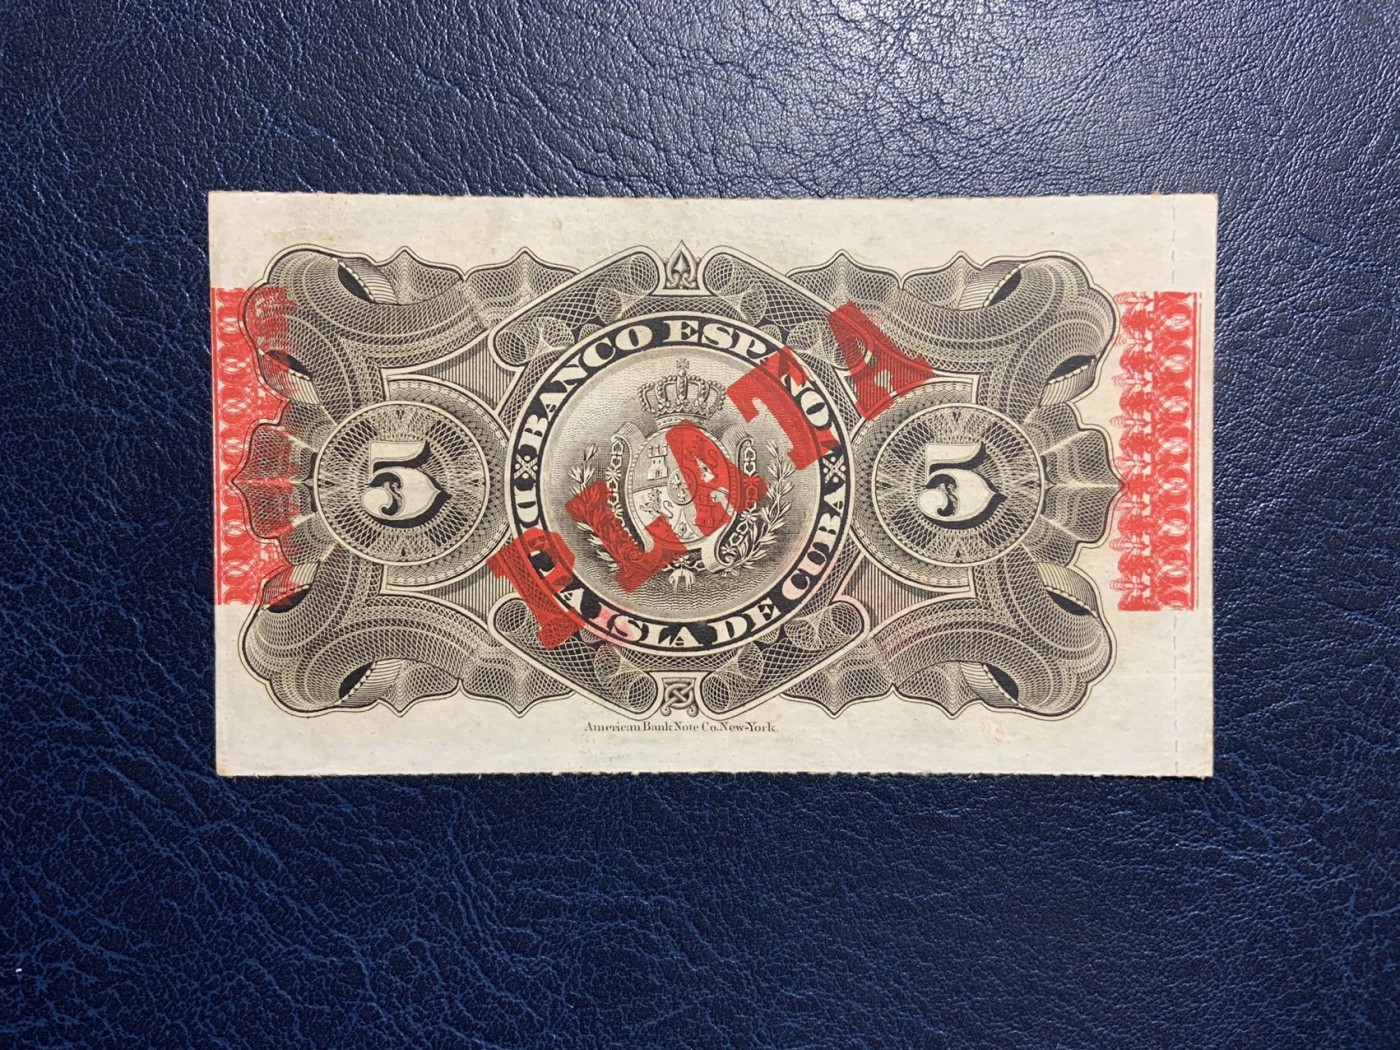 BANCO ESPAÑOL
DE LA ISLA DE CUBA
PLATA
5
5
American Bank Note Co. New-York.